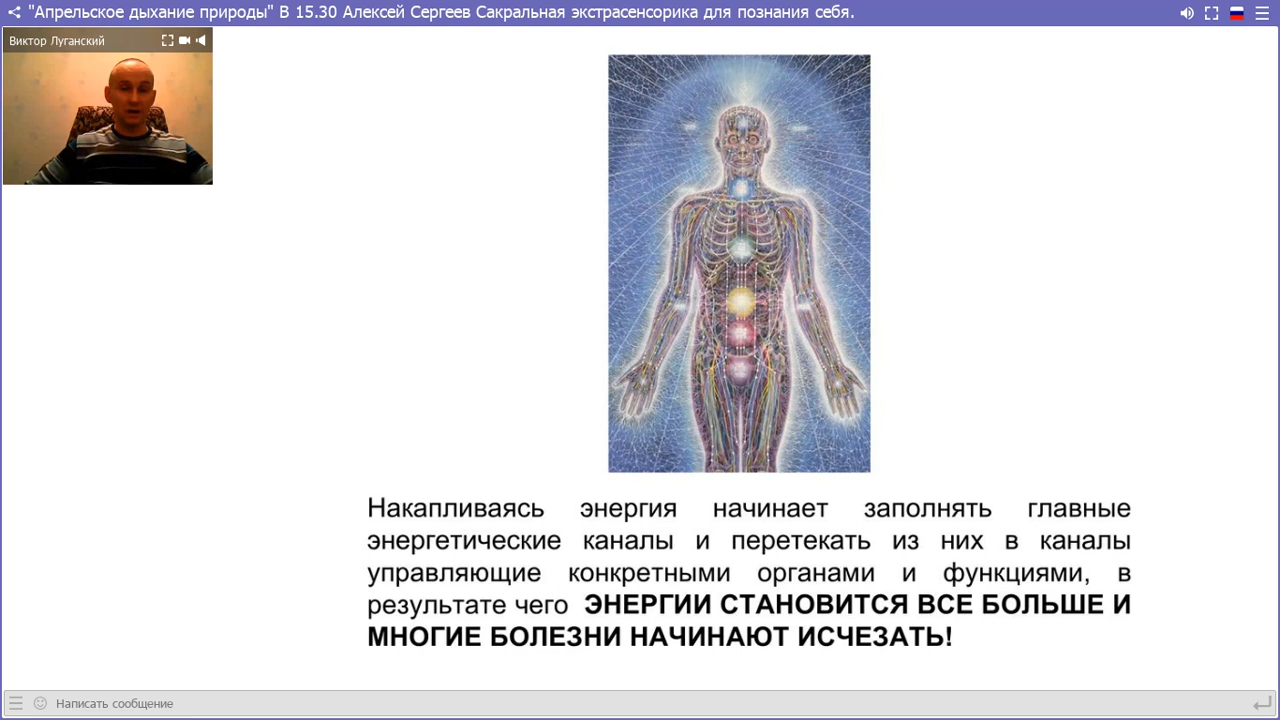 "Апрельское дыхание природы" В 15.30 Алексей Сергеев Сакральная экстрасенсорика для познания себя.
Виктор Луганский
Накапливаясь энергия начинает заполнять главные
энергетические каналы и перетекать из них в каналы
управляющие конкретными органами и функциями, в
результате чего ЭНЕРГИИ СТАНОВИТСЯ ВСЕ БОЛЬШЕ И
МНОГИЕ БОЛЕЗНИ НАЧИНАЮТ ИСЧЕЗАТЬ!
Написать сообщение